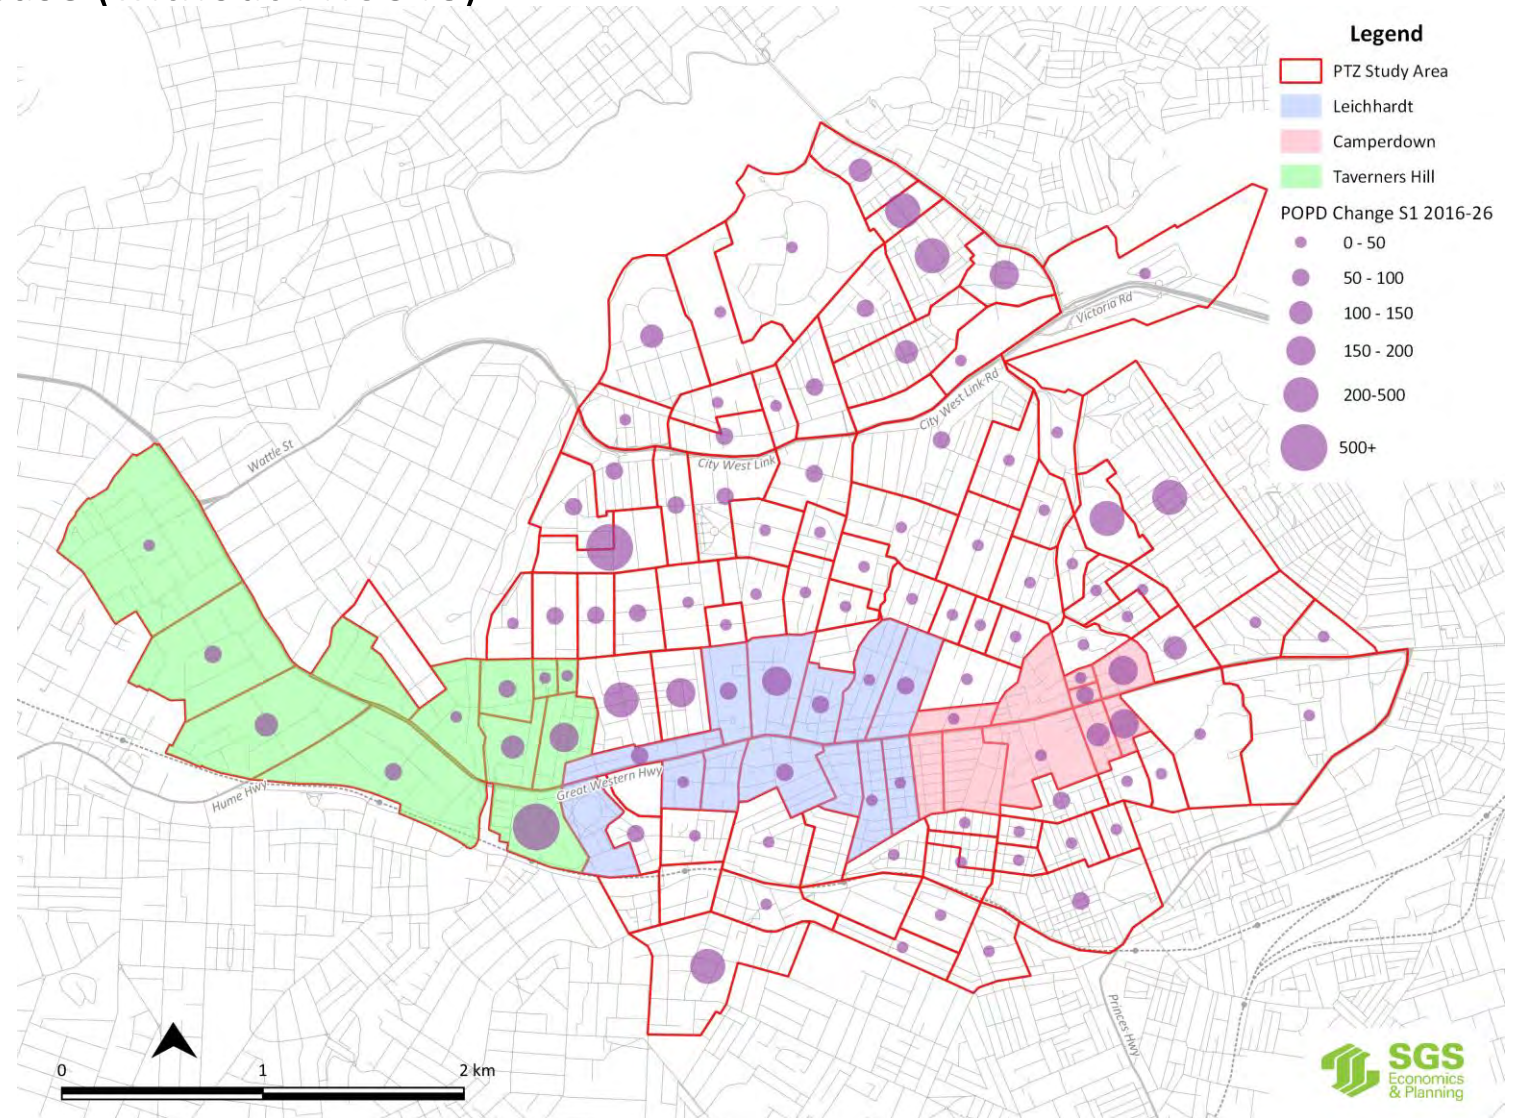 Legend
PTZ Study Area
Leichhardt
Camperdown
Taverners Hill
POPD Change S1 2016-26
0 - 50
50 - 100
100 - 150
150 - 200
200-500
500+
Victoria Rd
City West Link Rd
Wattle St
City West Link
Great Western Hwy
Hume Hwy
Princes Hwy
0 1 2 km
SGS
Economics
& Planning